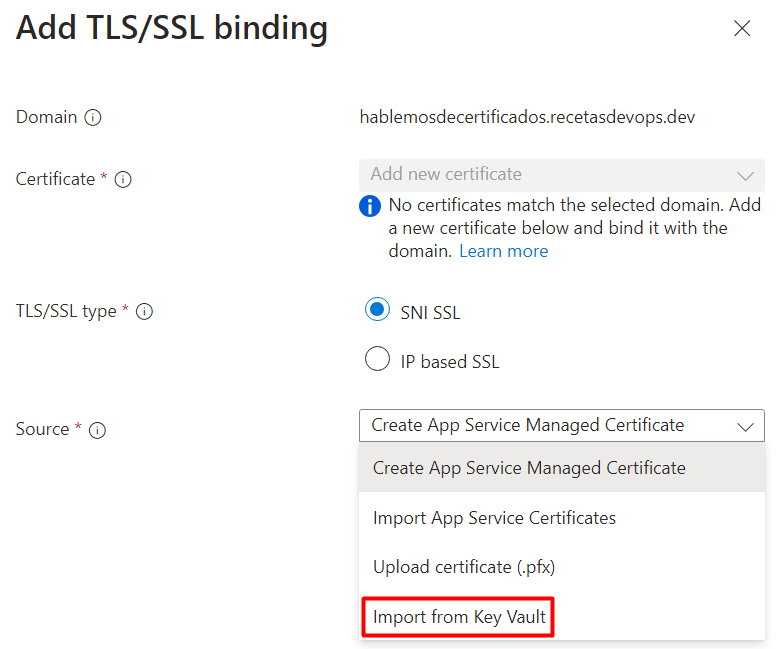 Add TLS/SSL binding
Domain
hablemosdecertificados.recetasdevops.dev
Certificate *
Add new certificate
No certificates match the selected domain. Add
a new certificate below and bind it with the
domain. Learn more
TLS/SSL type *
SNI SSL
IP based SSL
Source *
Create App Service Managed Certificate
Create App Service Managed Certificate
Import App Service Certificates
Upload certificate (.pfx)
Import from Key Vault